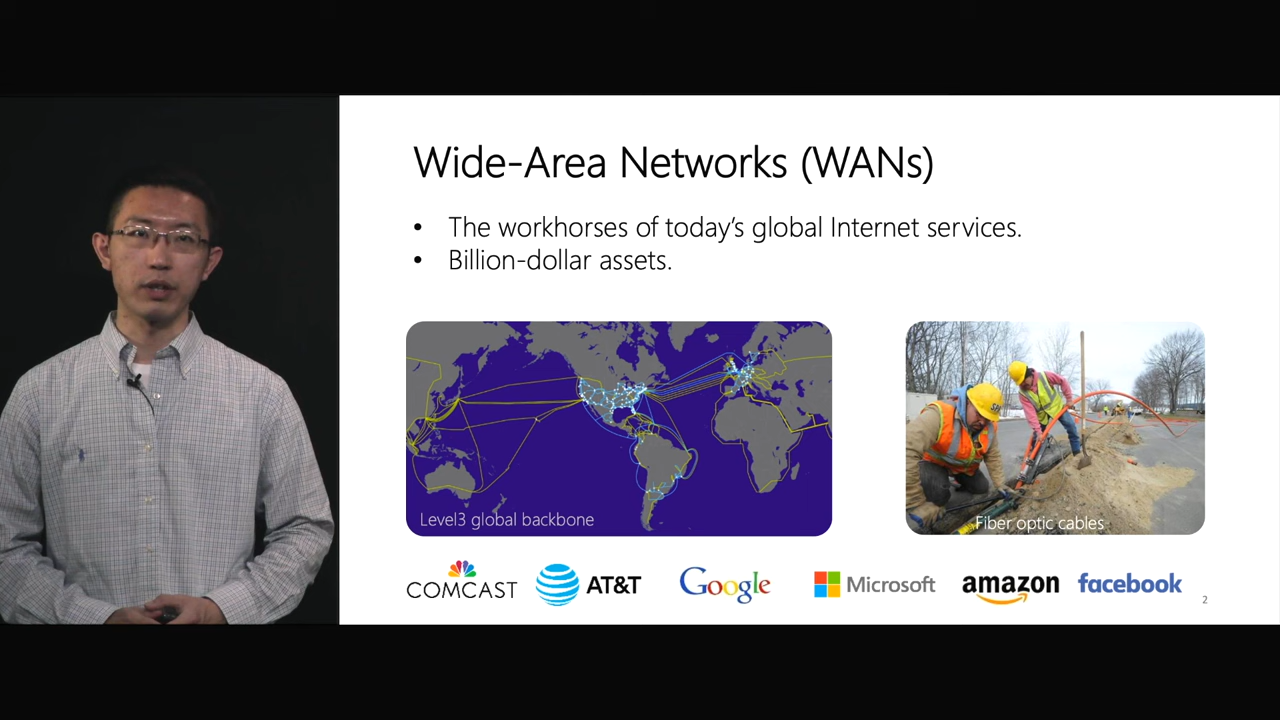 Wide-Area Networks (WANs)
• The workhorses of today's global Internet services.
• Billion-dollar assets.
Level3 global backbone
Fiber optic cables
COMCAST
AT&T
Google
Microsoft
amazon
facebook
2